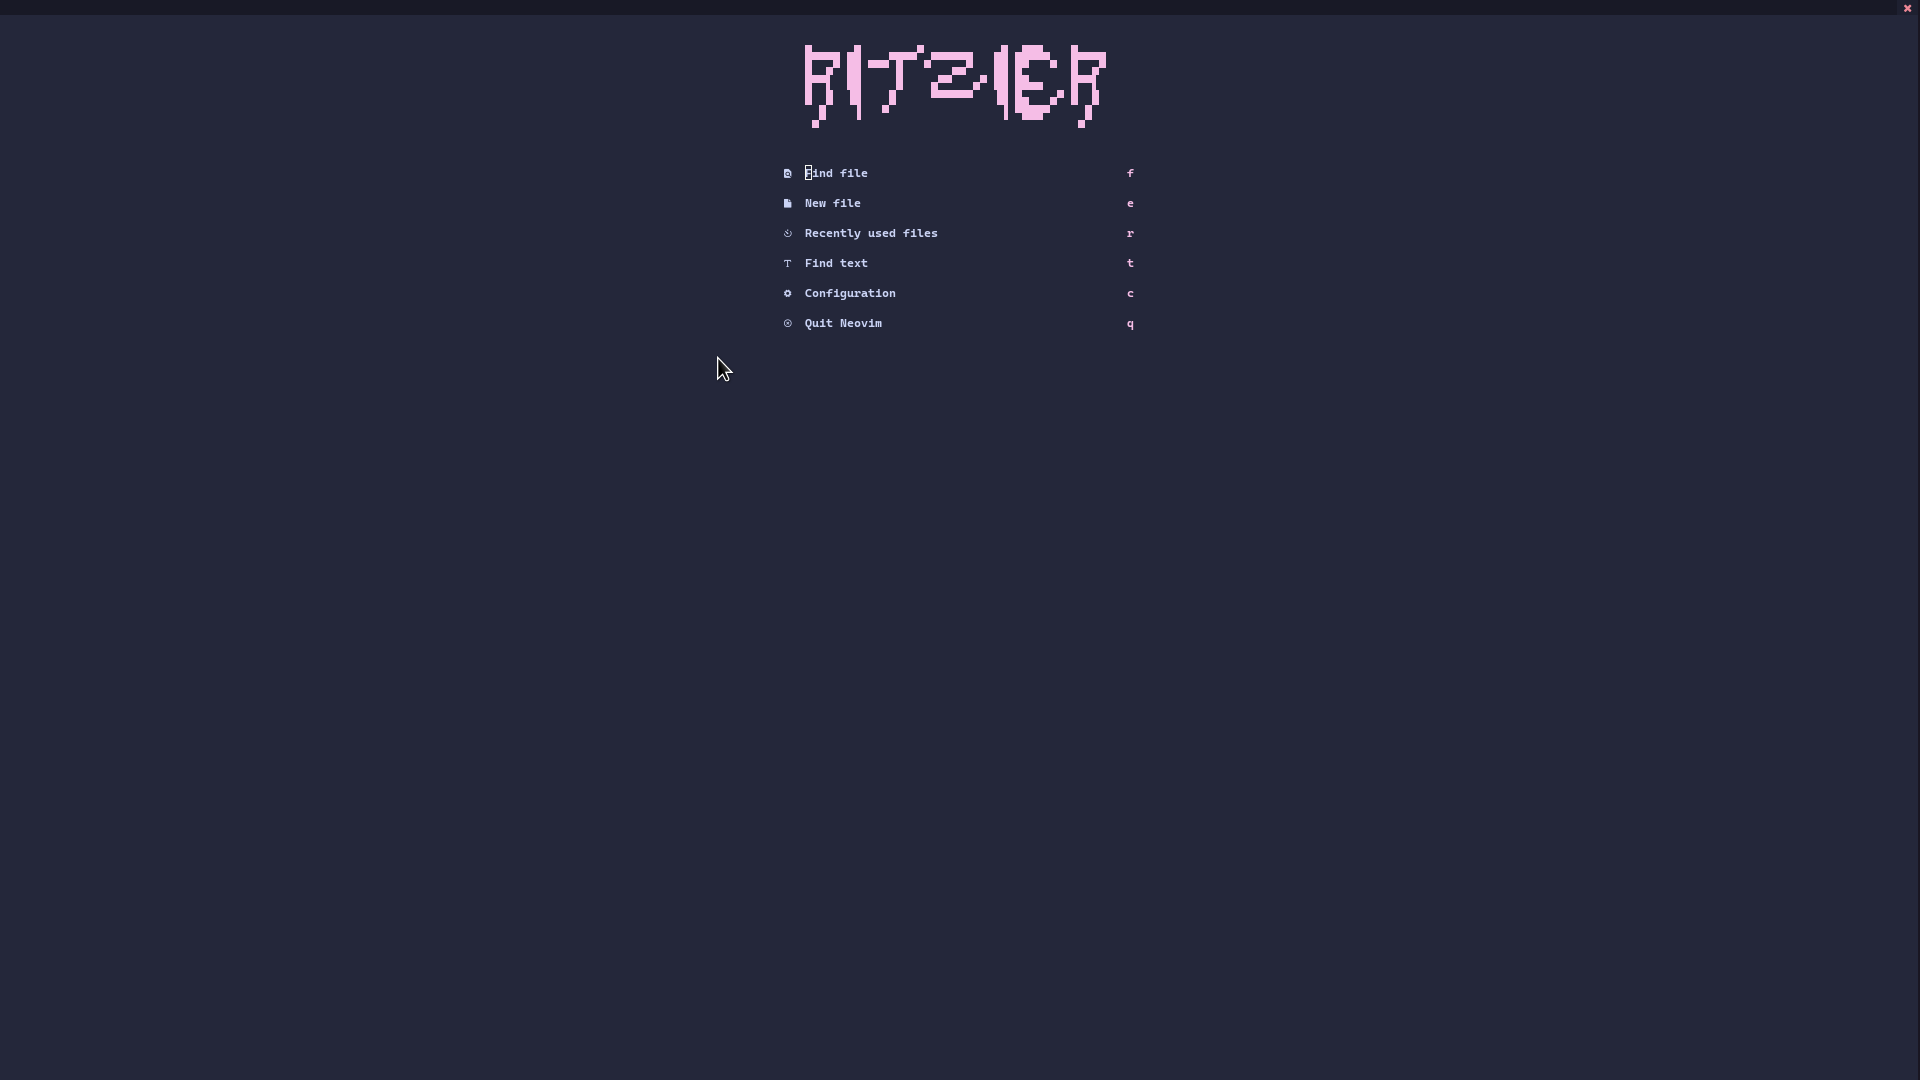 RITZIER
Find file f
New file e
Recently used files r
Find text t
Configuration c
Quit Neovim q